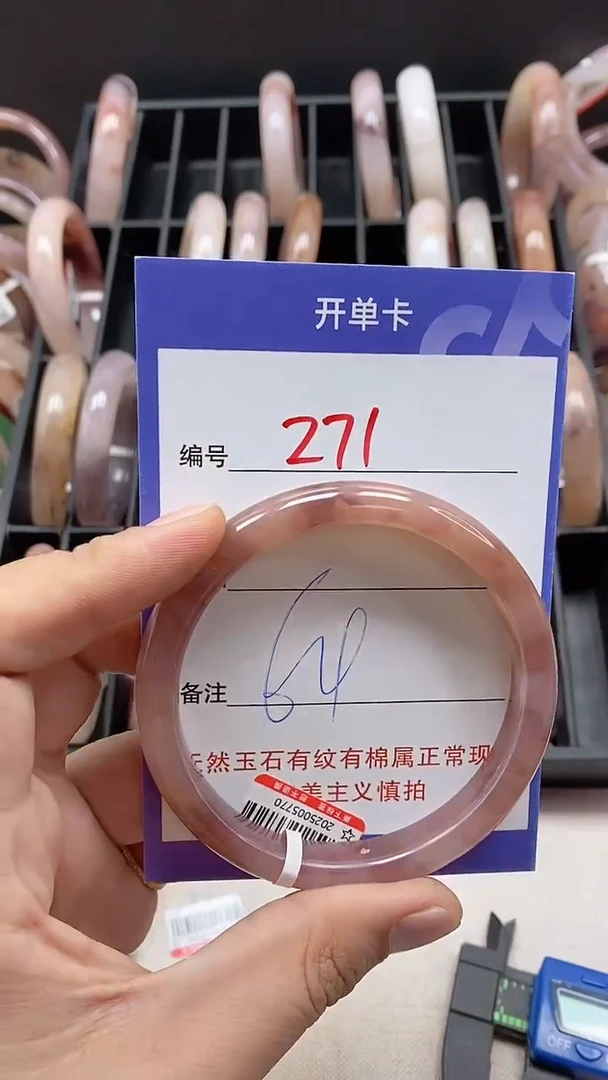 开单卡
编号 271
64
备注
天然玉石有纹有棉属正常现
美主义慎拍
2025005770
OFF